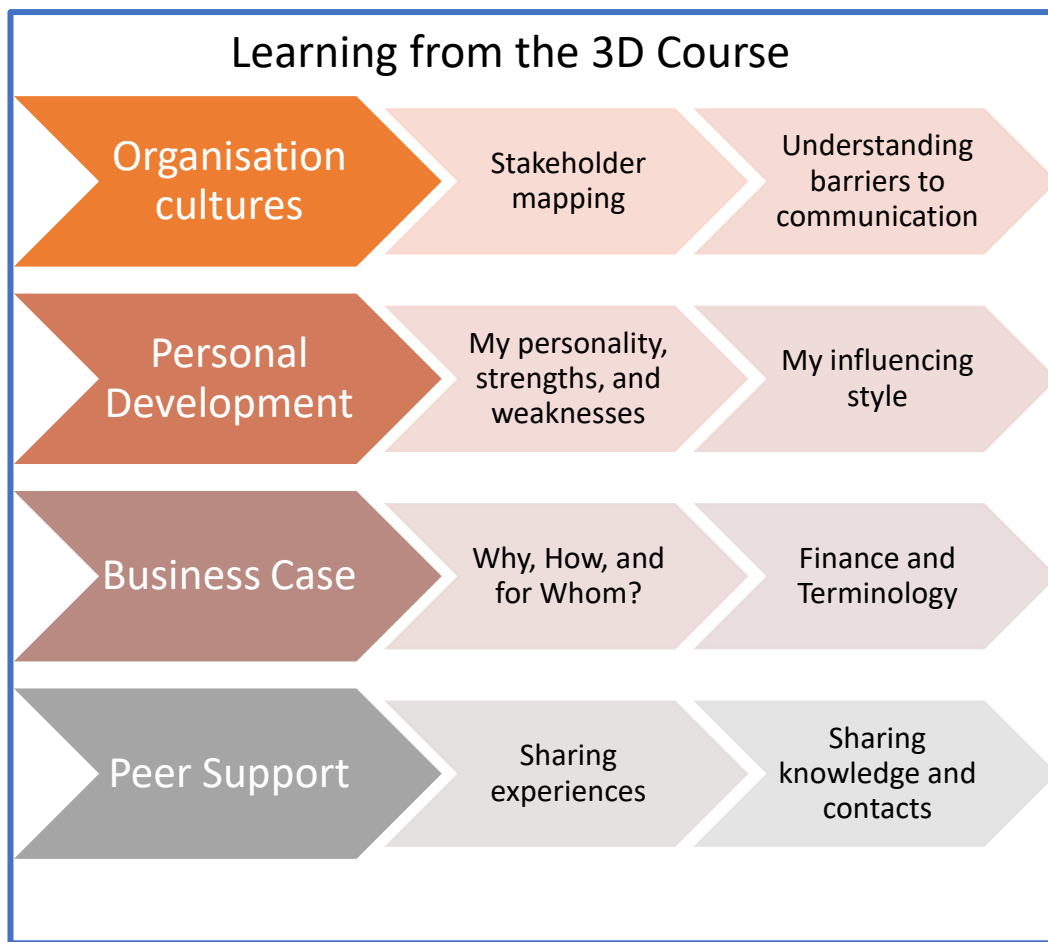 Learning from the 3D Course
Organisation
cultures
Stakeholder
mapping
Understanding
barriers to
communication
Personal
Development
My personality,
strengths, and
weaknesses
My influencing
style
Business Case
Why, How, and
for Whom?
Finance and
Terminology
Peer Support
Sharing
experiences
Sharing
knowledge and
contacts